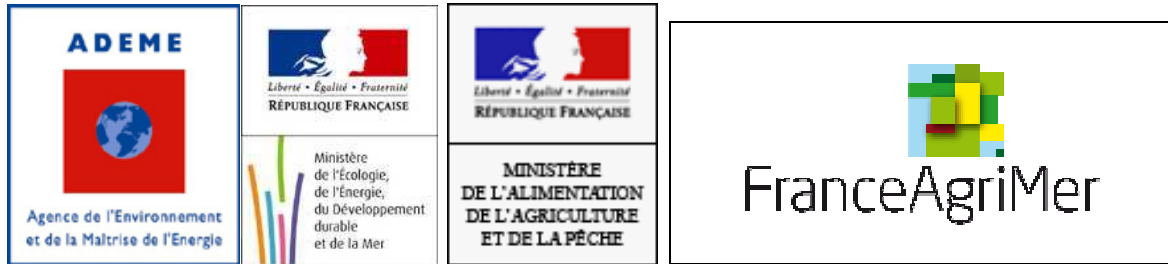 ADEME
Agence de l'Environnement
et de la Maîtrise de l'Energie
Liberté • Égalité • Fraternité
RÉPUBLIQUE FRANÇAISE
Ministère
de l'Écologie,
de l'Énergie,
du Développement
durable
et de la Mer
Liberté • Égalité • Fraternité
RÉPUBLIQUE FRANÇAISE
MINISTÈRE
DE L'ALIMENTATION
DE L'AGRICULTURE
ET DE LA PÊCHE
FranceAgriMer